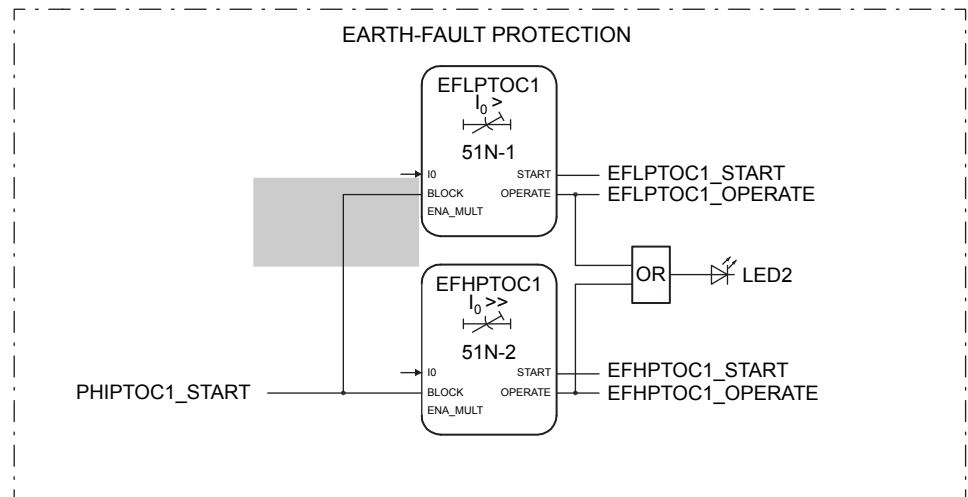 EARTH-FAULT PROTECTION
EFLPTOC1
I0 >
51N-1
I0 START EFLPTOC1_START
BLOCK OPERATE EFLPTOC1_OPERATE
ENA_MULT
OR LED2
EFHPTOC1
I0 >>
51N-2
I0 START EFHPTOC1_START
PHIPTOC1_START BLOCK OPERATE EFHPTOC1_OPERATE
ENA_MULT